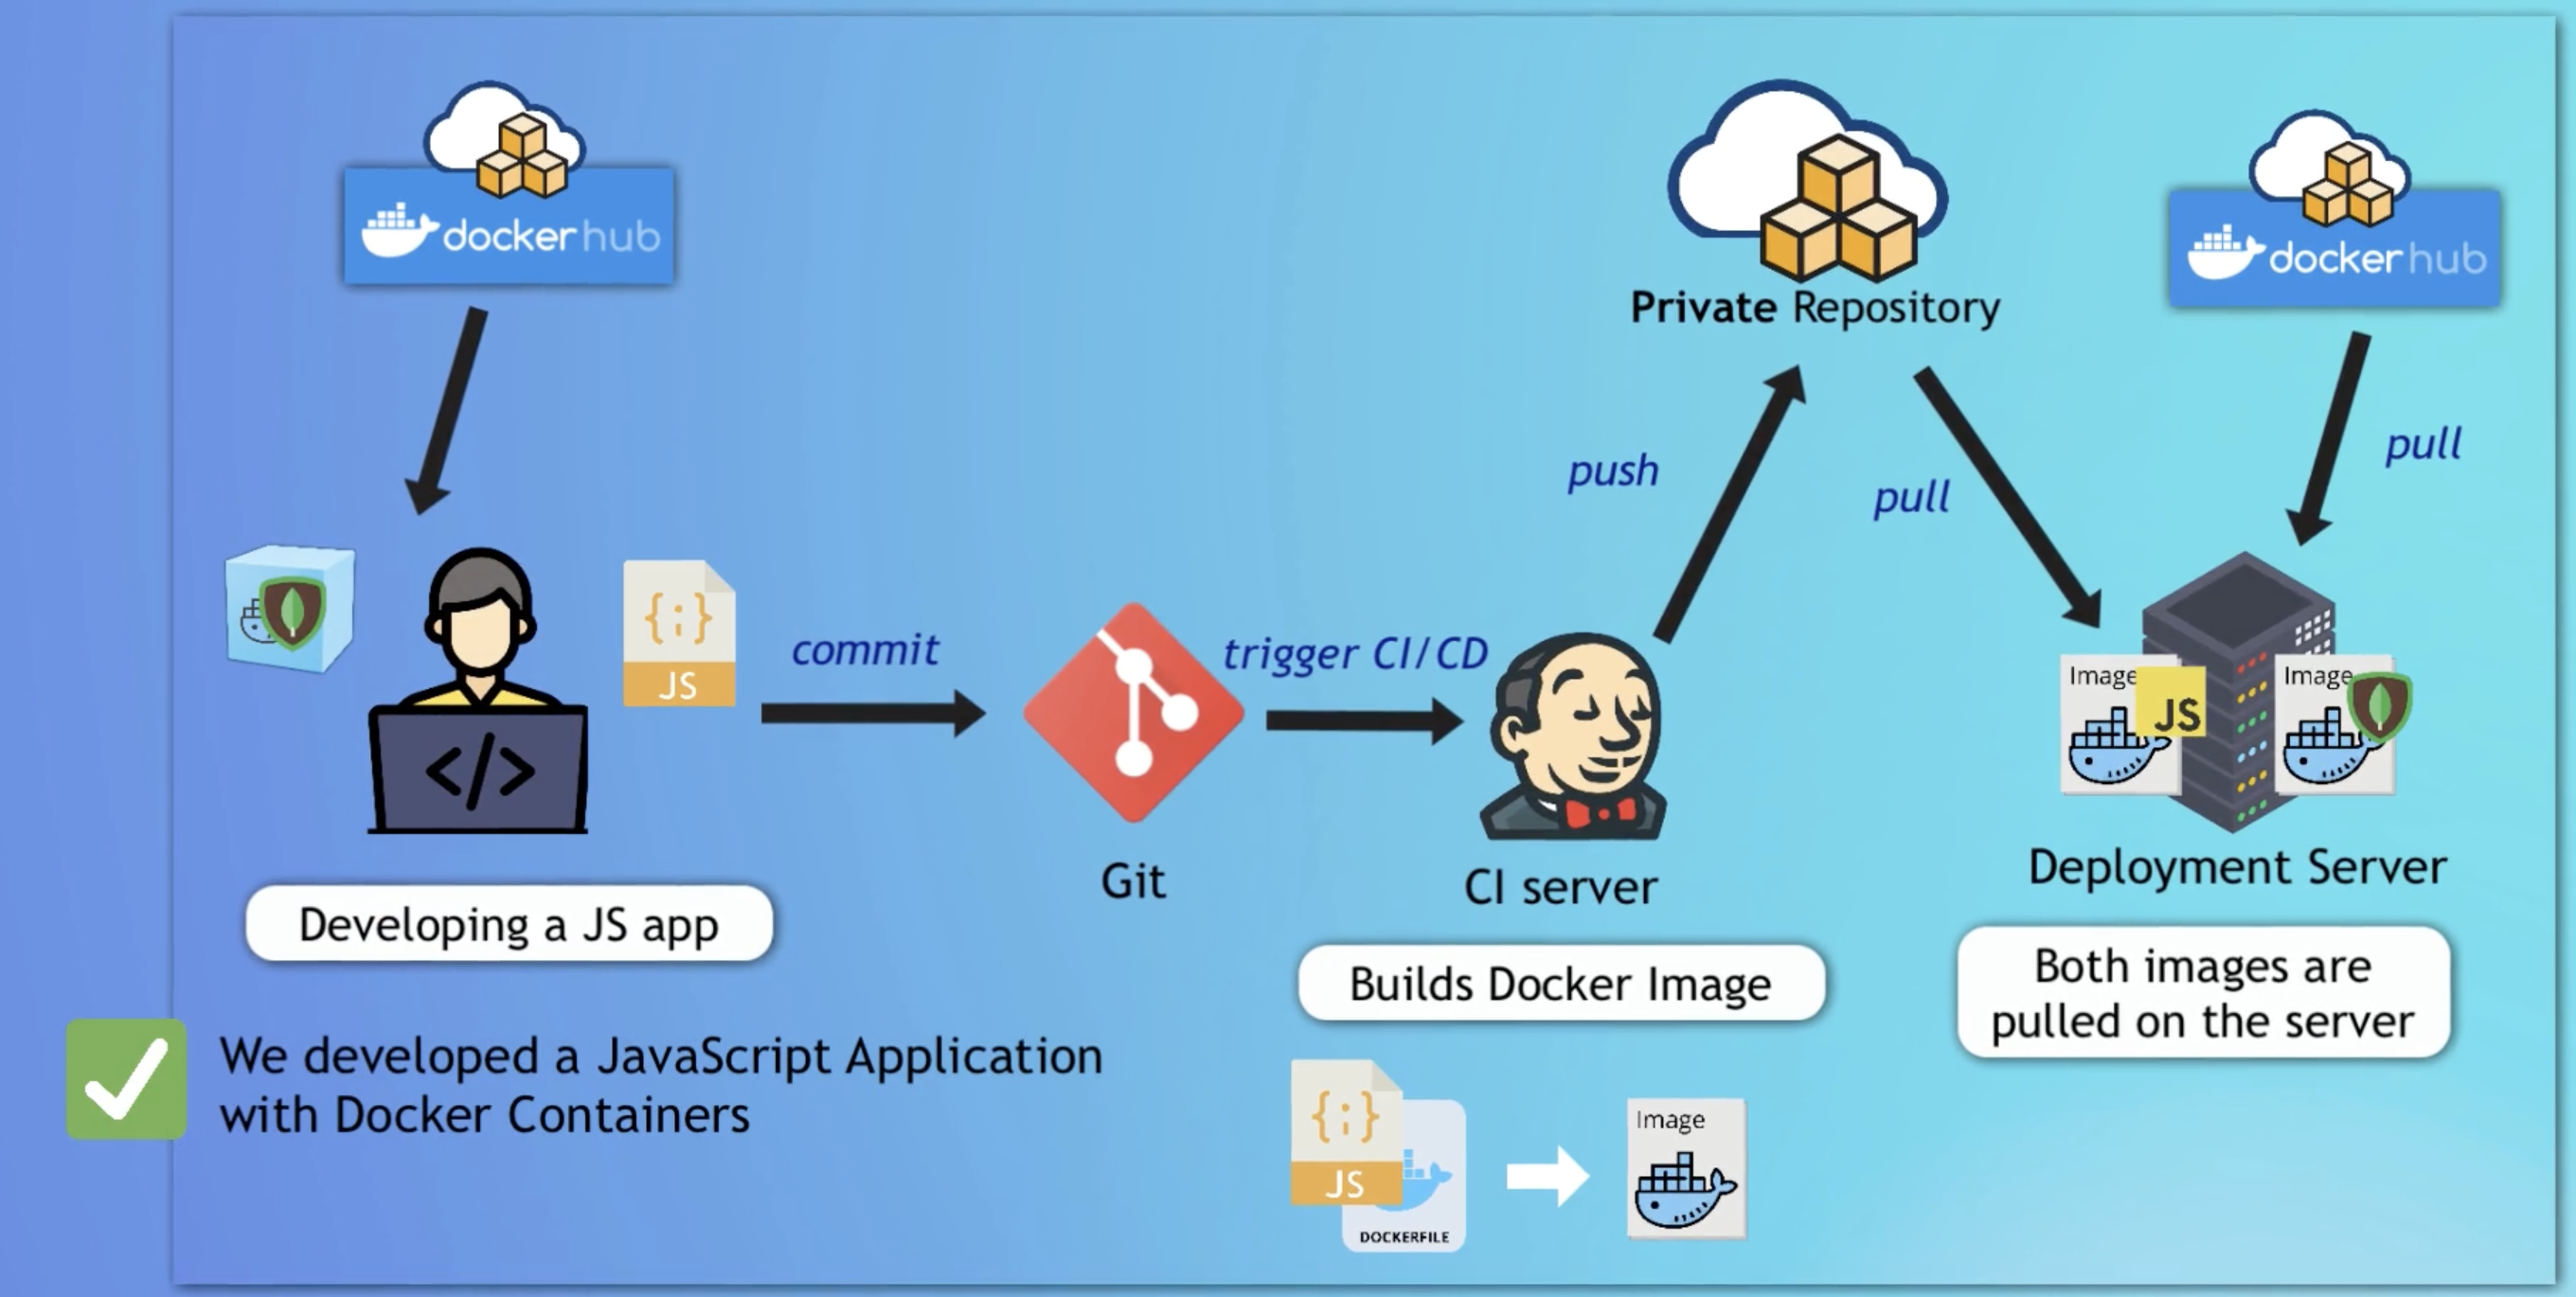 docker hub
Private Repository
docker hub
push
pull
pull
{;}
JS
commit
trigger CI/CD
</>
Image
JS
Image
Git
CI server
Deployment Server
Developing a JS app
Builds Docker Image
Both images are
pulled on the server
We developed a JavaScript Application
with Docker Containers
{;}
JS
DOCKERFILE
Image